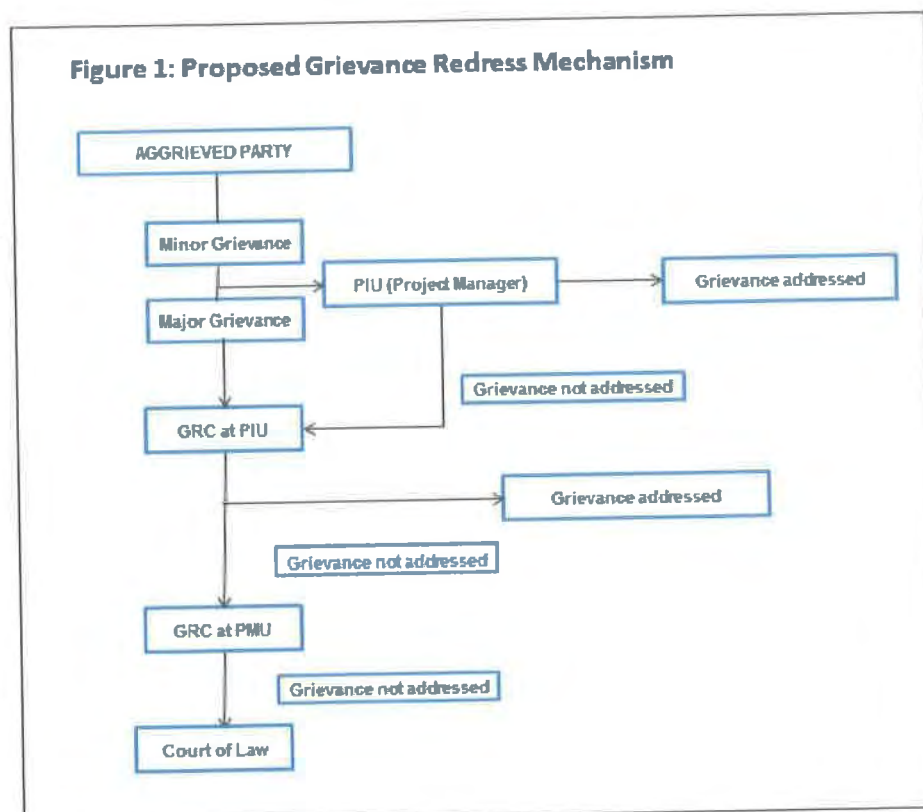 Figure 1: Proposed Grievance Redress Mechanism
AGGRIEVED PARTY
Minor Grievance
PIU (Project Manager)
Grievance addressed
Major Grievance
Grievance not addressed
GRC at PIU
Grievance addressed
Grievance not addressed
GRC at PMU
Grievance not addressed
Court of Law